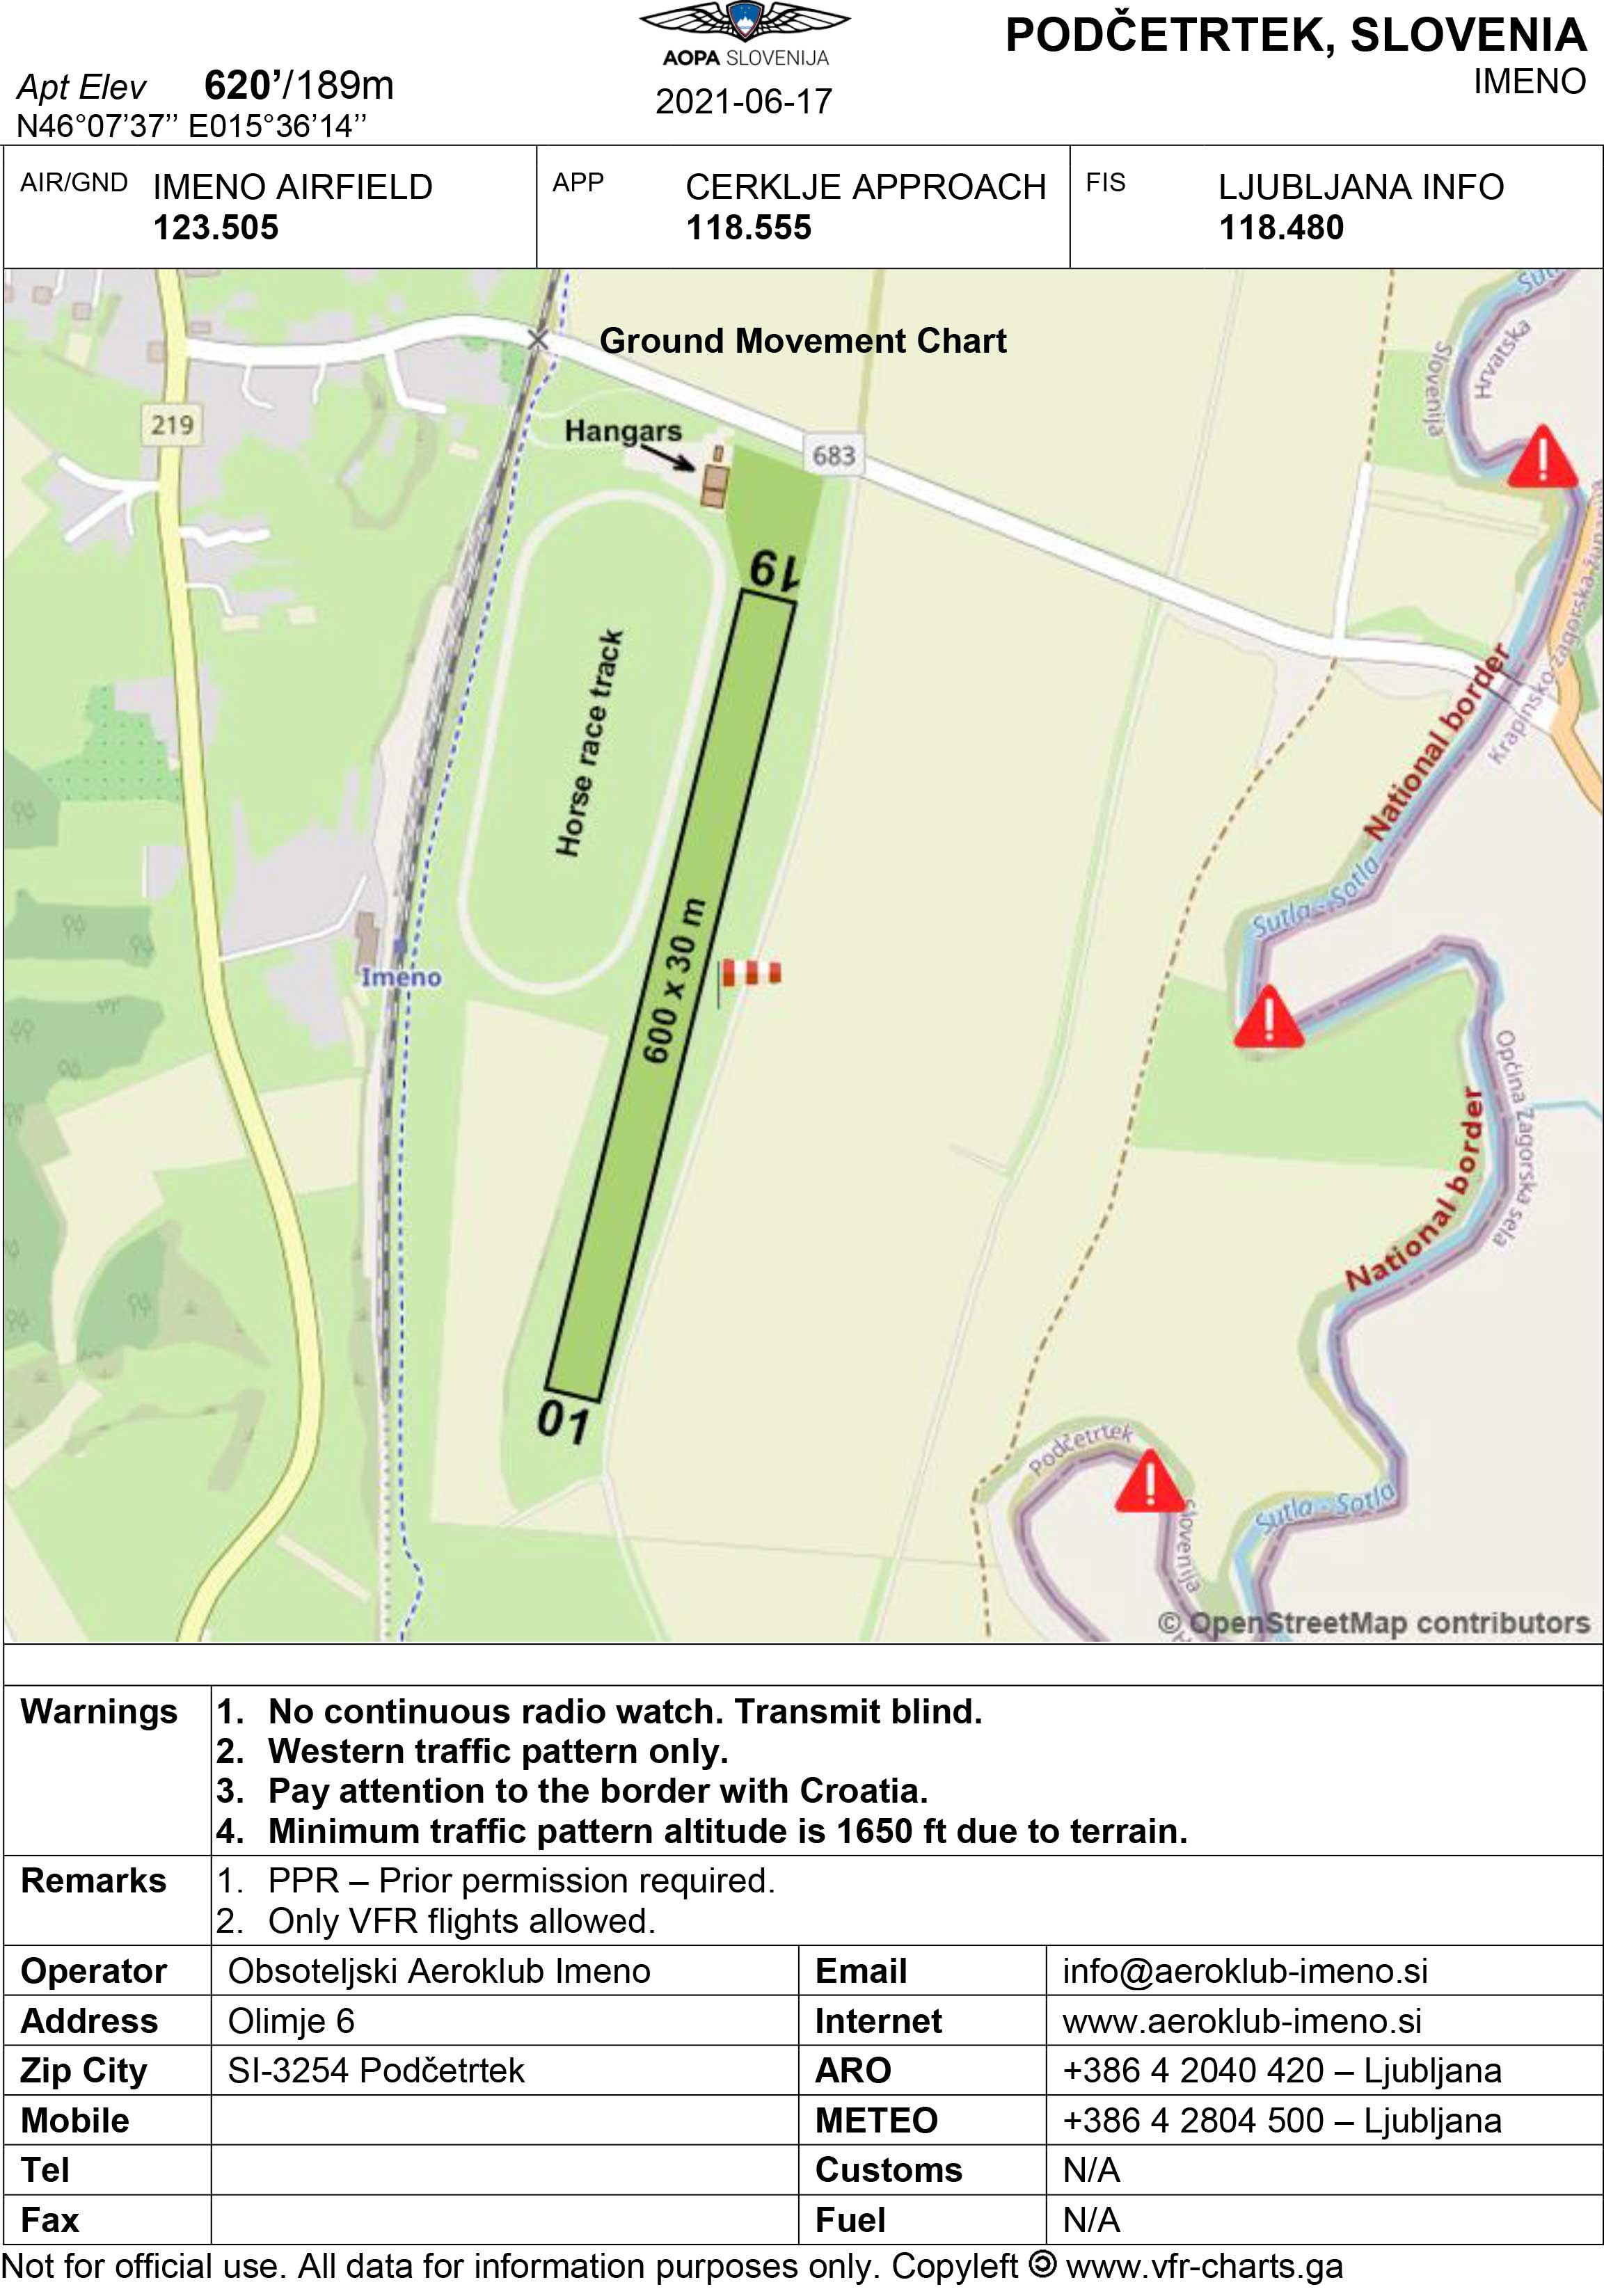 PODČETRTEK, SLOVENIA
IMENO
AOPA SLOVENIJA
2021-06-17
Apt Elev 620’/189m
N46°07’37’’ E015°36’14’’
AIR/GND IMENO AIRFIELD
123.505
APP CERKLJE APPROACH
118.555
FIS LJUBLJANA INFO
118.480
Ground Movement Chart
Hangars
219
683
19
Horse race track
600 x 30 m
01
Imeno
Slovenija
Hrvatska
Krapinsko-zagorska županija
National border
Sutla - Sotla
Općina Zagorska sela
National border
Podčetrtek
Slovenija
Sutla - Sotla
© OpenStreetMap contributors
Warnings
1. No continuous radio watch. Transmit blind.
2. Western traffic pattern only.
3. Pay attention to the border with Croatia.
4. Minimum traffic pattern altitude is 1650 ft due to terrain.
Remarks
1. PPR – Prior permission required.
2. Only VFR flights allowed.
Operator Obsoteljski Aeroklub Imeno Email info@aeroklub-imeno.si
Address Olimje 6 Internet www.aeroklub-imeno.si
Zip City SI-3254 Podčetrtek ARO +386 4 2040 420 – Ljubljana
Mobile METEO +386 4 2804 500 – Ljubljana
Tel Customs N/A
Fax Fuel N/A
Not for official use. All data for information purposes only. Copyleft 🄯 www.vfr-charts.ga